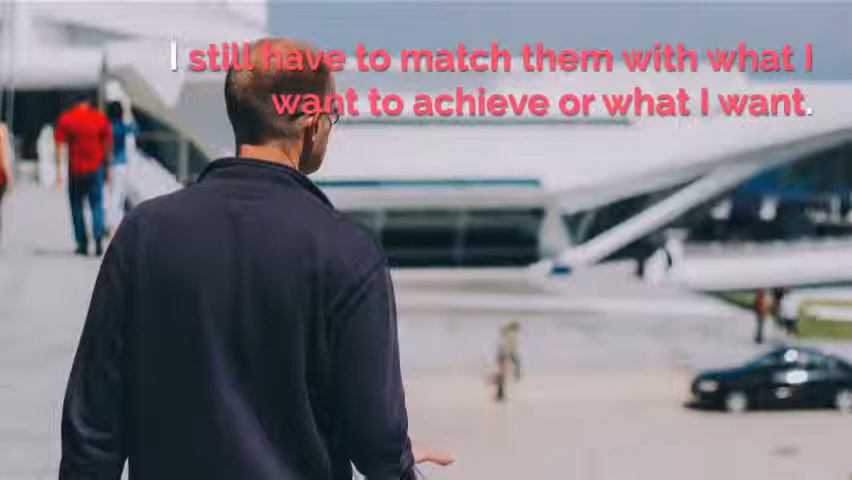 I still have to match them with what I
want to achieve or what I want.